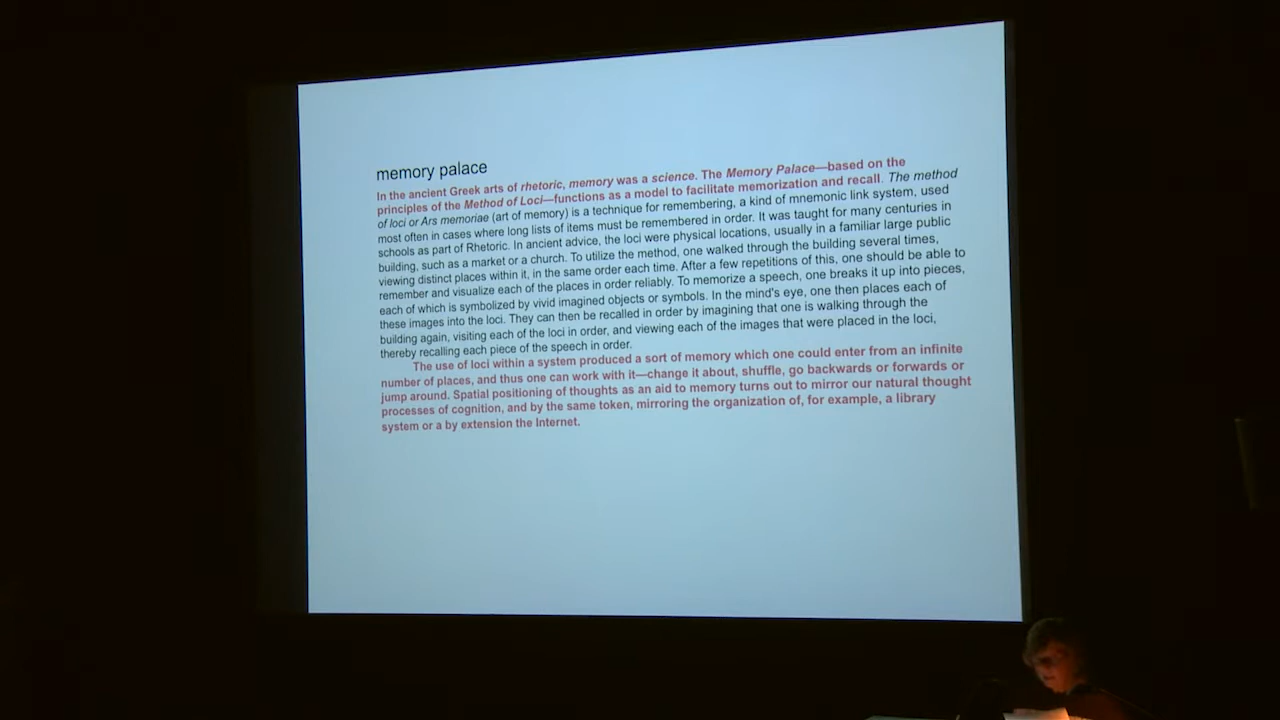 memory palace
In the ancient Greek arts of rhetoric, memory was a science. The Memory Palace—based on the
principles of the Method of Loci—functions as a model to facilitate memorization and recall. The method
of loci or Ars memoriae (art of memory) is a technique for remembering, a kind of mnemonic link system, used
most often in cases where long lists of items must be remembered in order. It was taught for many centuries in
schools as part of Rhetoric. In ancient advice, the loci were physical locations, usually in a familiar large public
building, such as a market or a church. To utilize the method, one walked through the building several times,
viewing distinct places within it, in the same order each time. After a few repetitions of this, one should be able to
remember and visualize each of the places in order reliably. To memorize a speech, one breaks it up into pieces,
each of which is symbolized by vivid imagined objects or symbols. In the mind's eye, one then places each of
these images into the loci. They can then be recalled in order by imagining that one is walking through the
building again, visiting each of the loci in order, and viewing each of the images that were placed in the loci,
thereby recalling each piece of the speech in order.
The use of loci within a system produced a sort of memory which one could enter from an infinite
number of places, and thus one can work with it—change it about, shuffle, go backwards or forwards or
jump around. Spatial positioning of thoughts as an aid to memory turns out to mirror our natural thought
processes of cognition, and by the same token, mirroring the organization of, for example, a library
system or a by extension the Internet.